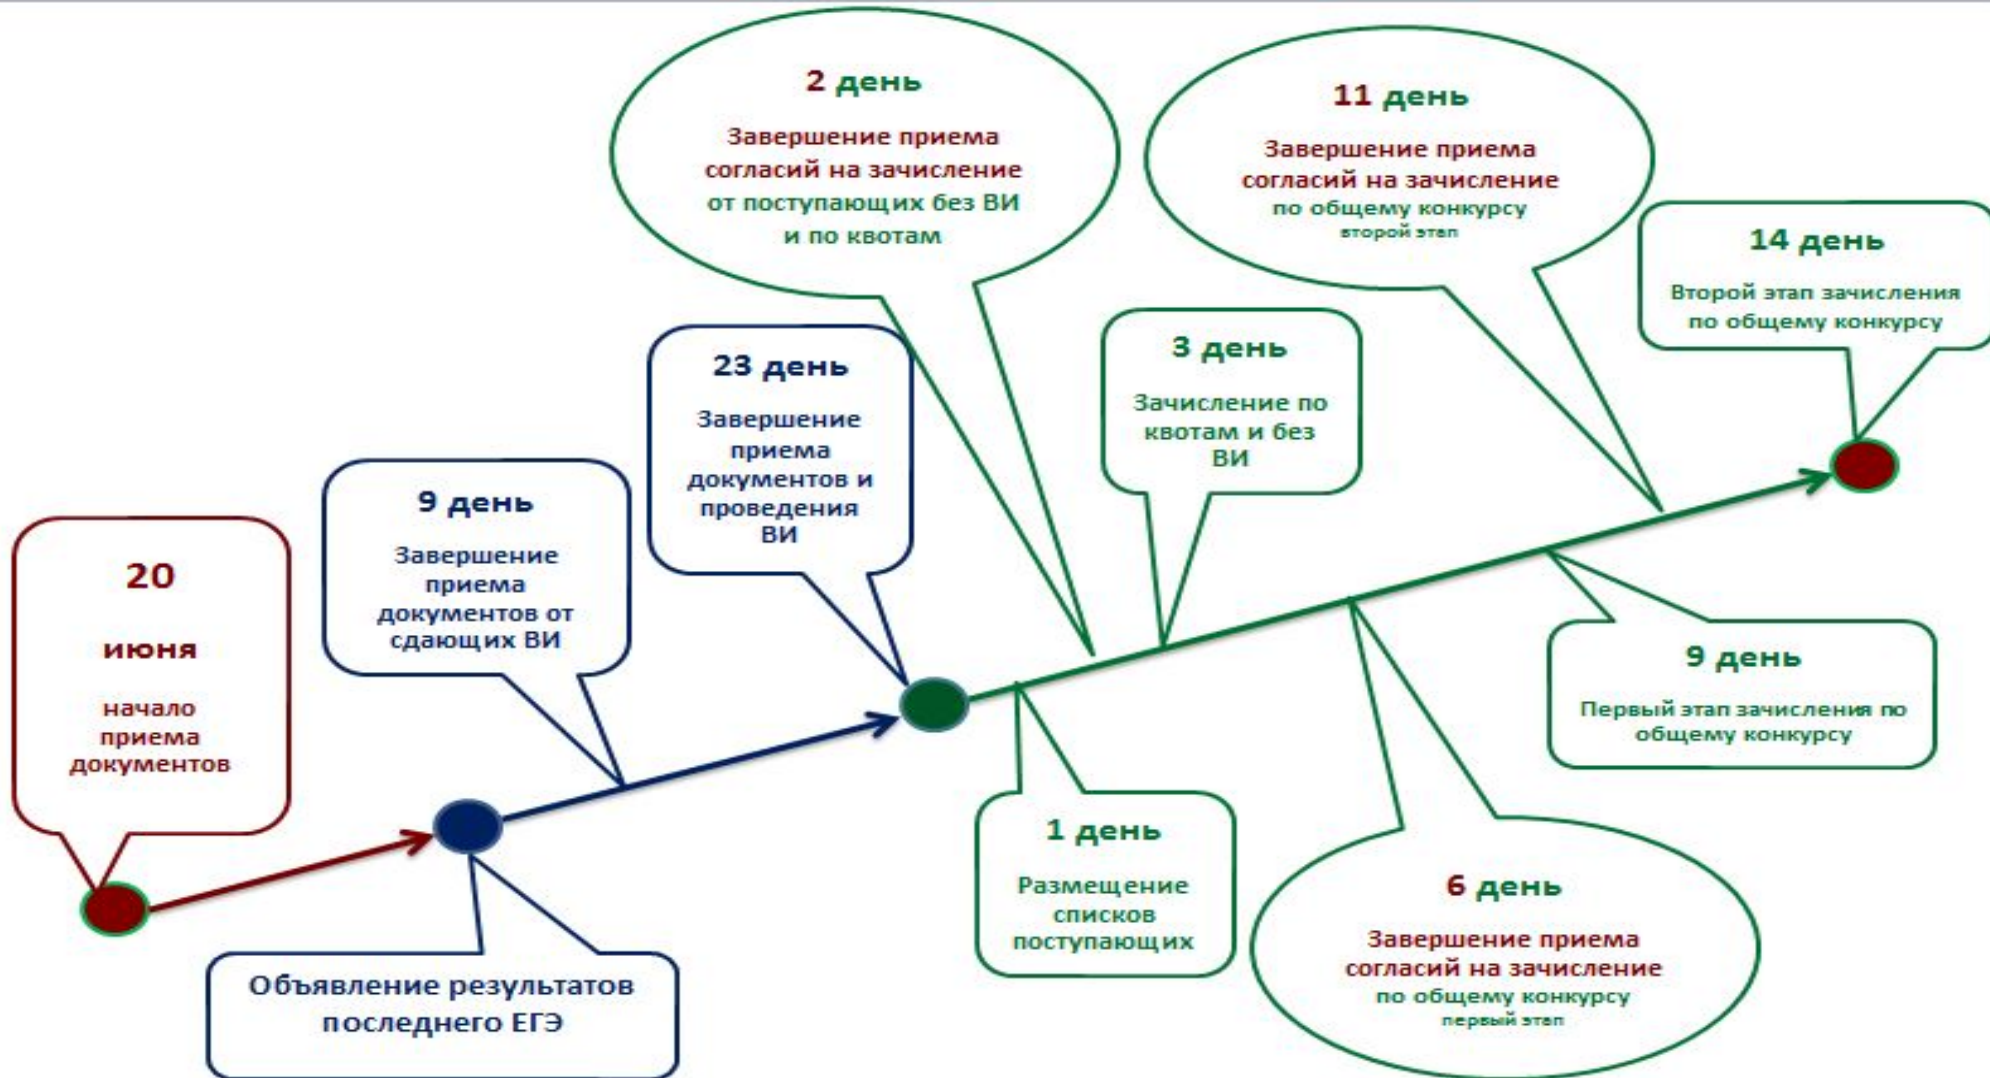 20
июня
начало
приема
документов
Объявление результатов
последнего ЕГЭ
9 день
Завершение
приема
документов от
сдающих ВИ
23 день
Завершение
приема
документов и
проведения
ВИ
1 день
Размещение
списков
поступающих
2 день
Завершение приема
согласий на зачисление
от поступающих без ВИ
и по квотам
3 день
Зачисление по
квотам и без
ВИ
6 день
Завершение приема
согласий на зачисление
по общему конкурсу
первый этап
9 день
Первый этап зачисления по
общему конкурсу
11 день
Завершение приема
согласий на зачисление
по общему конкурсу
второй этап
14 день
Второй этап зачисления
по общему конкурсу